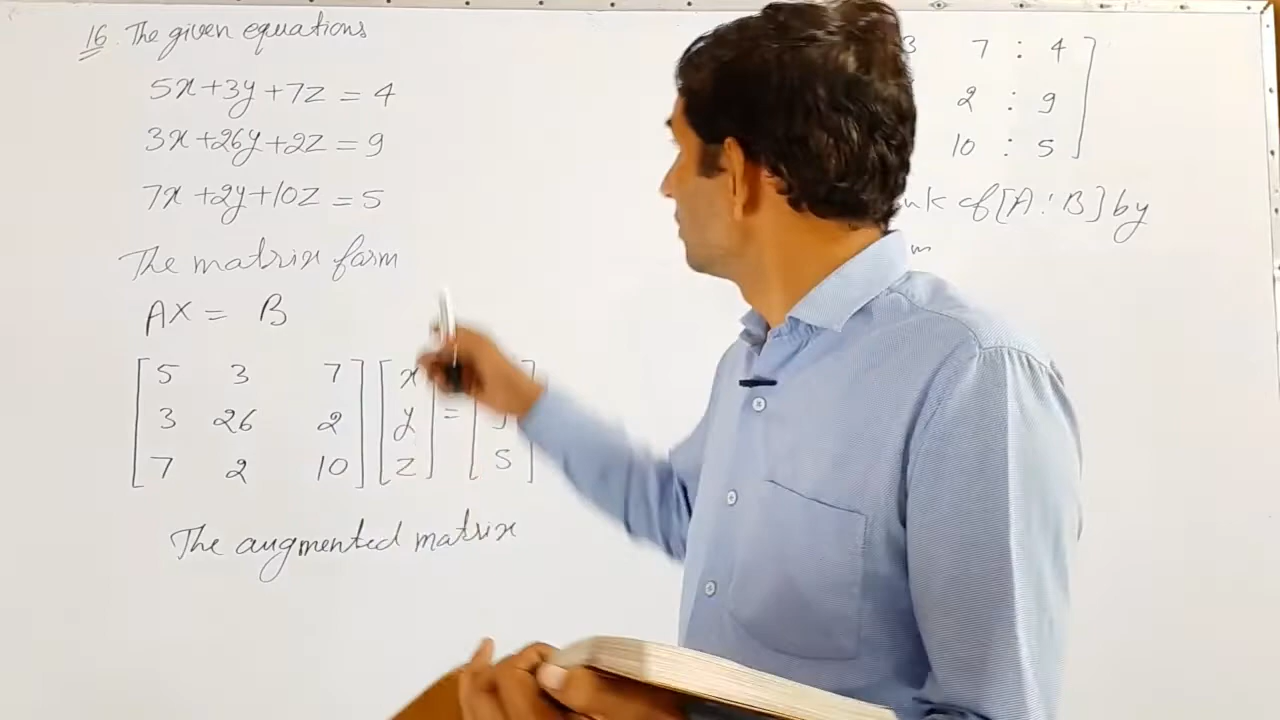 16. The given equations
5x+3y+7z = 4
3x+26y+2z = 9
7x+2y+10z = 5
The matrix form
AX = B
[5 3 7] [x]
[3 26 2] [y] =
[7 2 10] [z] [5]
The augmented matrix
3 7 : 4]
2 : 9
10 : 5]
of [A : B] by